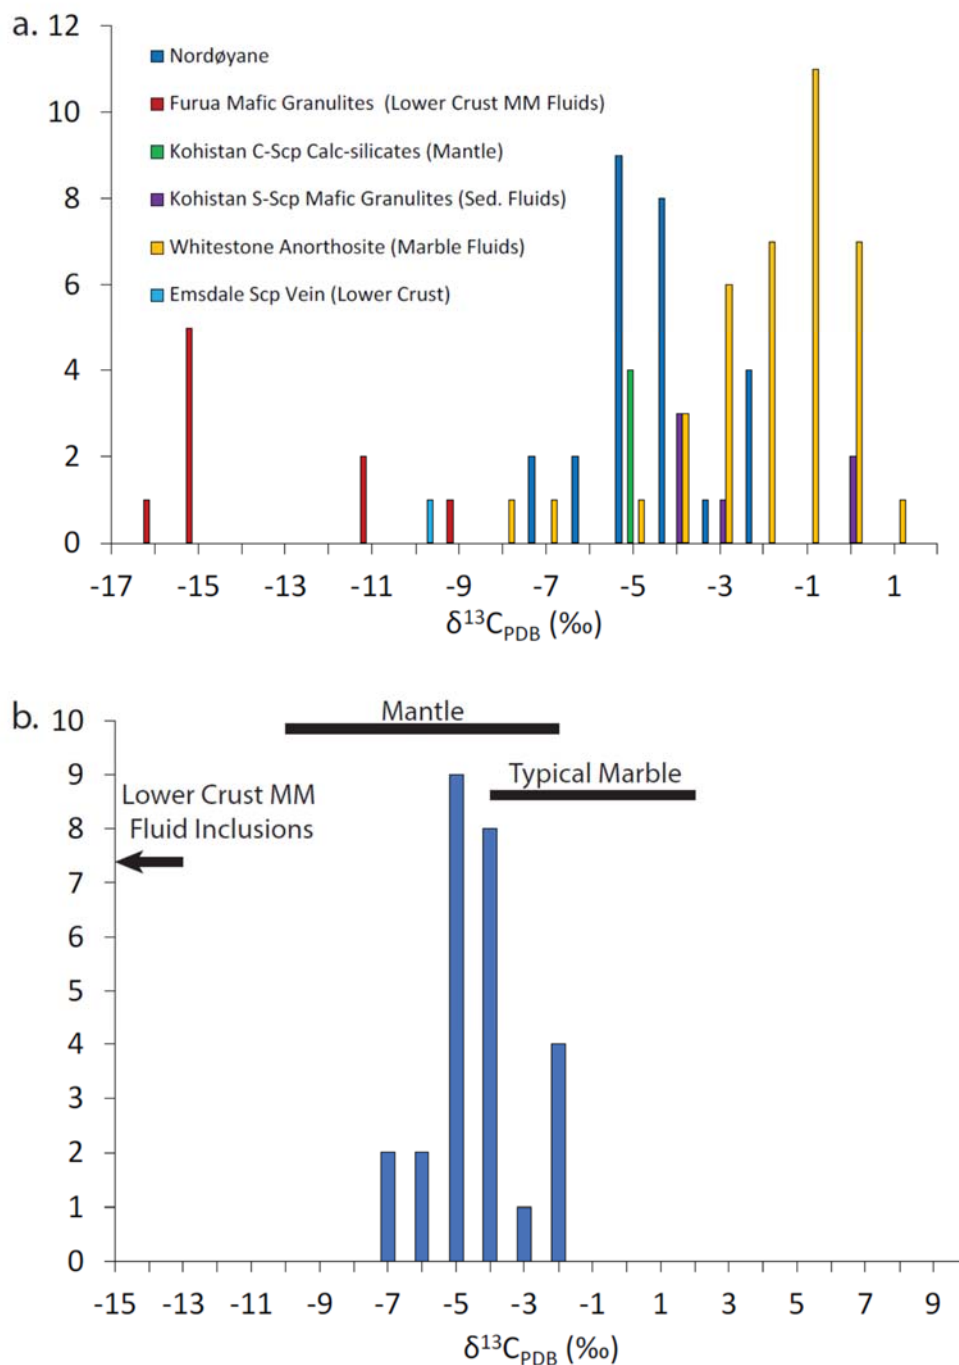 a.
12
10
8
6
4
2
0
Nordøyane
Furua Mafic Granulites (Lower Crust MM Fluids)
Kohistan C-Scp Calc-silicates (Mantle)
Kohistan S-Scp Mafic Granulites (Sed. Fluids)
Whitestone Anorthosite (Marble Fluids)
Emsdale Scp Vein (Lower Crust)
-17 -15 -13 -11 -9 -7 -5 -3 -1 1
δ¹³C_PDB (‰)
b.
10
9
8
7
6
5
4
3
2
1
0
Mantle
Typical Marble
Lower Crust MM
Fluid Inclusions
-15 -13 -11 -9 -7 -5 -3 -1 1 3 5 7 9
δ¹³C_PDB (‰)